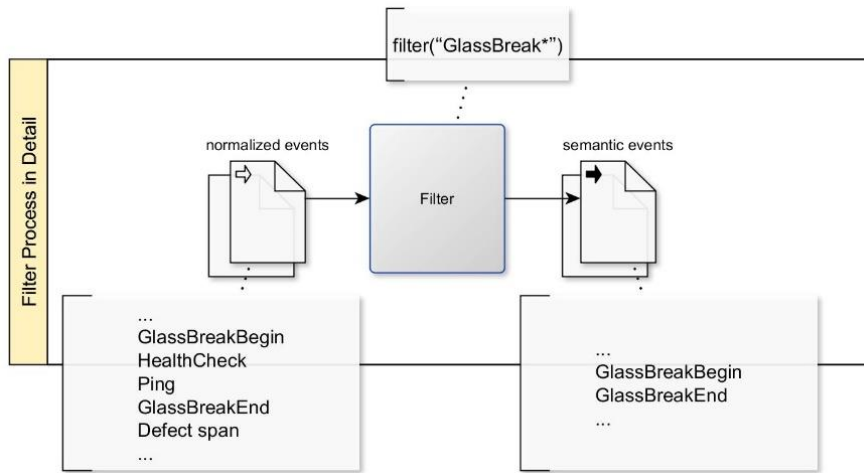 filter(“GlassBreak*”)
Filter Process in Detail
normalized events
Filter
semantic events
...
GlassBreakBegin
HealthCheck
Ping
GlassBreakEnd
Defect span
...
...
GlassBreakBegin
GlassBreakEnd
...